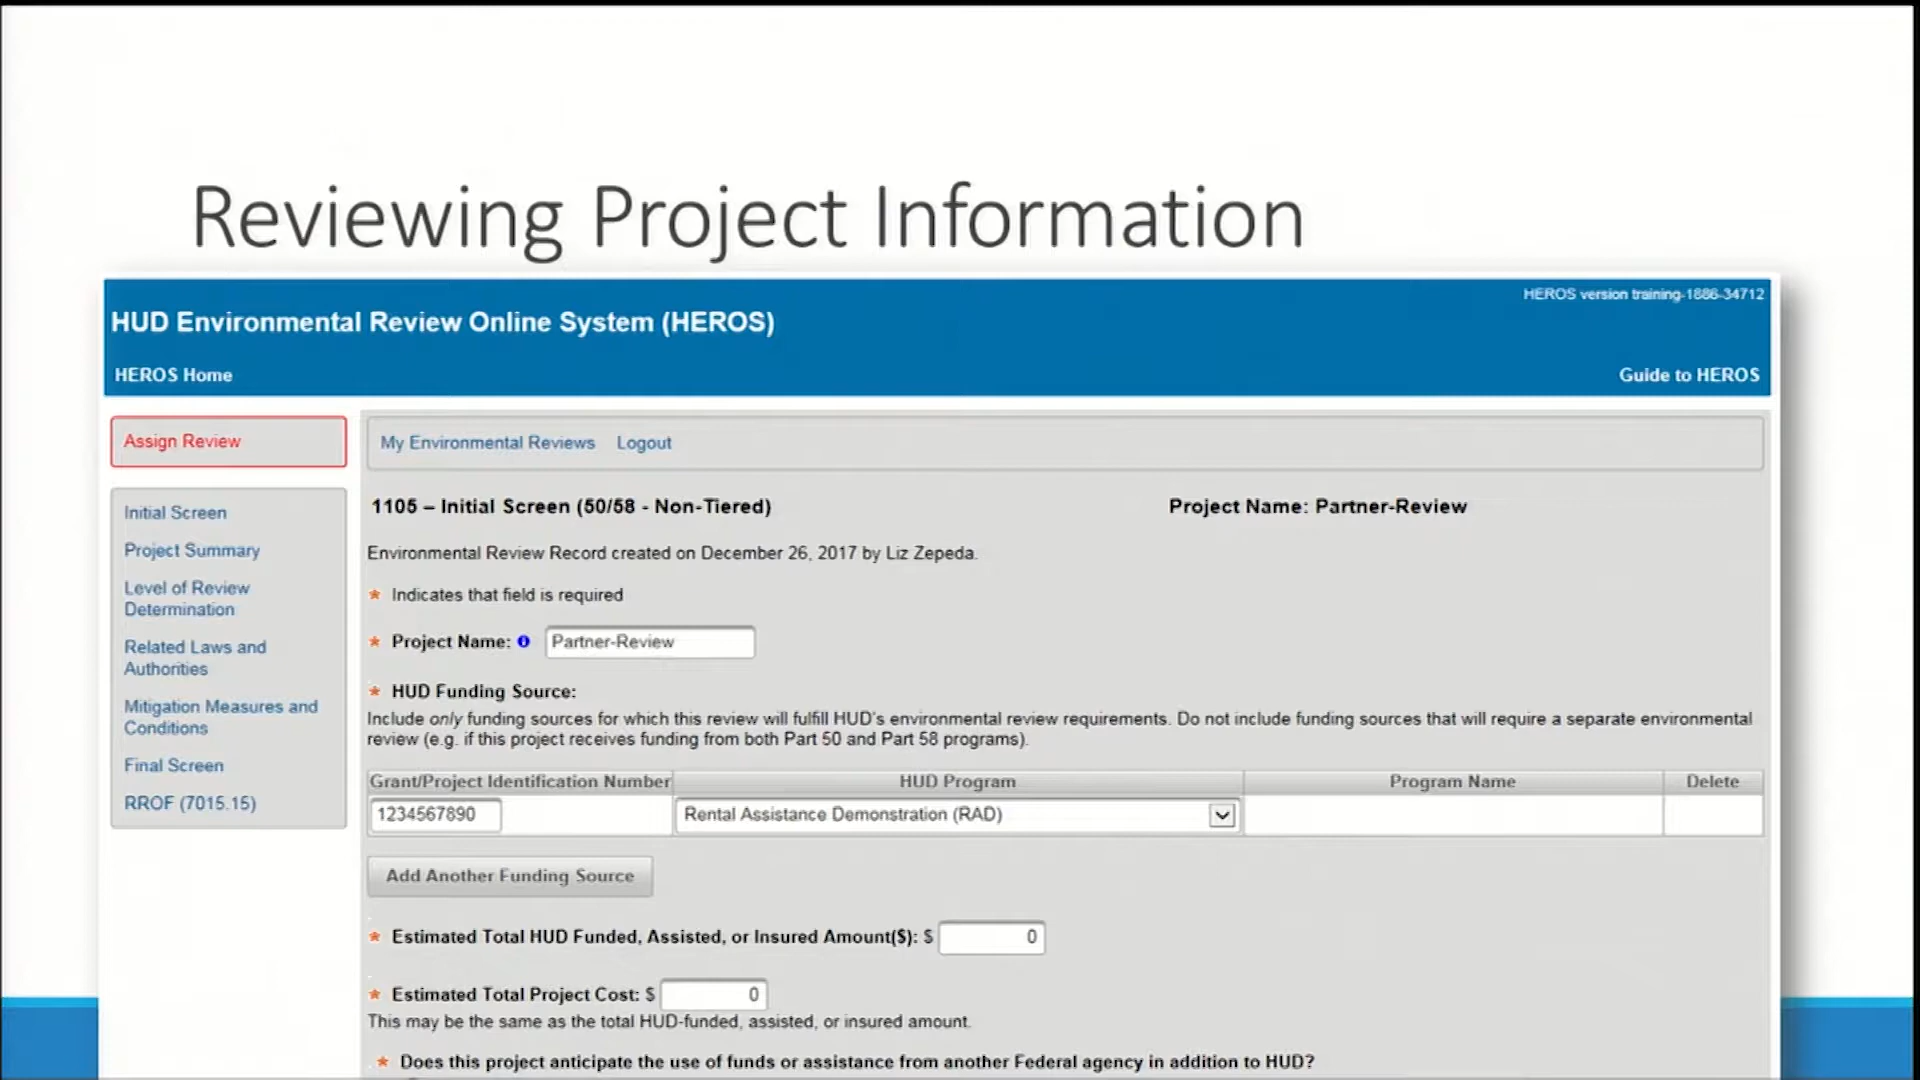 Reviewing Project Information
HEROS version training-1886-34712
HUD Environmental Review Online System (HEROS)
HEROS Home
Guide to HEROS
Assign Review
Initial Screen
Project Summary
Level of Review
Determination
Related Laws and
Authorities
Mitigation Measures and
Conditions
Final Screen
RROF (7015.15)
My Environmental Reviews Logout
1105 – Initial Screen (50/58 - Non-Tiered)
Project Name: Partner-Review
Environmental Review Record created on December 26, 2017 by Liz Zepeda.
* Indicates that field is required
* Project Name: Partner-Review
* HUD Funding Source:
Include only funding sources for which this review will fulfill HUD's environmental review requirements. Do not include funding sources that will require a separate environmental
review (e.g. if this project receives funding from both Part 50 and Part 58 programs).
Grant/Project Identification Number HUD Program Program Name Delete
1234567890 Rental Assistance Demonstration (RAD)
Add Another Funding Source
* Estimated Total HUD Funded, Assisted, or Insured Amount($): $ 0
* Estimated Total Project Cost: $ 0
This may be the same as the total HUD-funded, assisted, or insured amount.
* Does this project anticipate the use of funds or assistance from another Federal agency in addition to HUD?